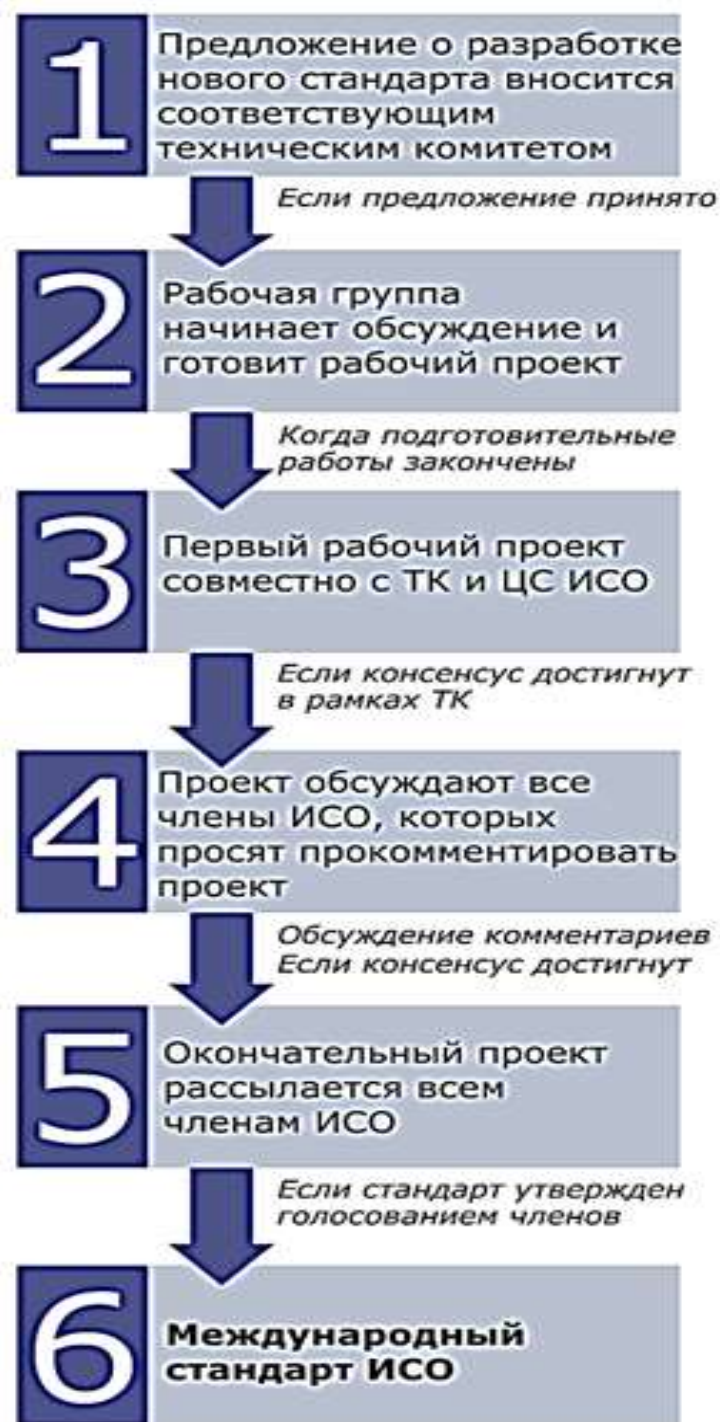 1
Предложение о разработке
нового стандарта вносится
соответствующим
техническим комитетом
Если предложение принято
2
Рабочая группа
начинает обсуждение и
готовит рабочий проект
Когда подготовительные
работы закончены
3
Первый рабочий проект
совместно с ТК и ЦС ИСО
Если консенсус достигнут
в рамках ТК
4
Проект обсуждают все
члены ИСО, которых
просят прокомментировать
проект
Обсуждение комментариев
Если консенсус достигнут
5
Окончательный проект
рассылается всем
членам ИСО
Если стандарт утвержден
голосованием членов
6
Международный
стандарт ИСО